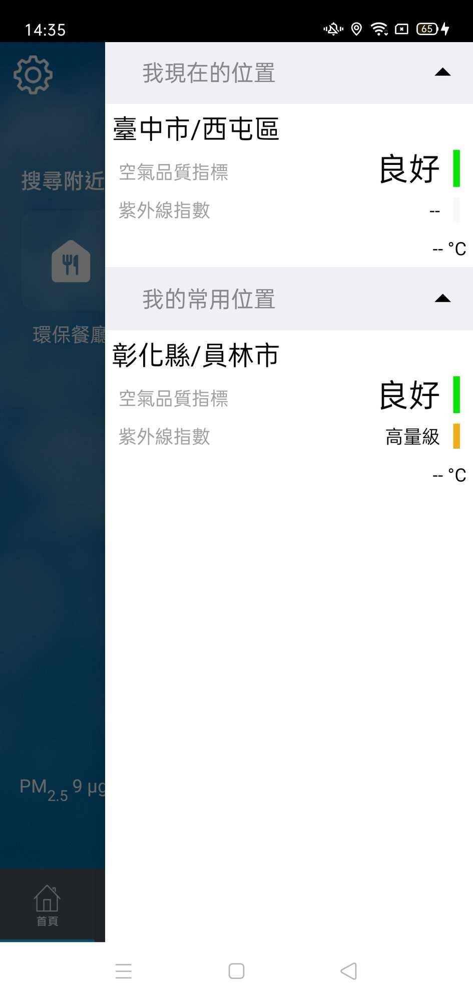 14:35
65
我現在的位置
臺中市/西屯區
空氣品質指標 良好
紫外線指數 --
-- °C
我的常用位置
彰化縣/員林市
空氣品質指標 良好
紫外線指數 高量級
-- °C
搜尋附近
環保餐廳
PM2.5 9 μg
首頁